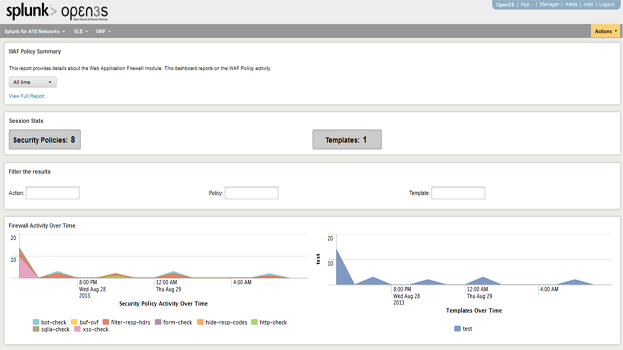 splunk> open3s
Open Source & Security Services
Open3S | App | Manager | Alerts | Jobs | Logout
Splunk for A10 Networks SLB WAF Actions
WAF Policy Summary
This report provides details about the Web Application Firewall module. This dashboard reports on the WAF Policy activity.
All time
View Full Report
Session Stats
Security Policies: 8 Templates: 1
Filter the results
Action: Policy: Template:
Firewall Activity Over Time
20
10
8:00 PM 12:00 AM 4:00 AM
Wed Aug 28 Thu Aug 29
2013
Security Policy Activity Over Time
bot-check buf-ovf filter-resp-hdrs form-check hide-resp-codes http-check
sqlia-check xss-check
20
10
test
8:00 PM 12:00 AM 4:00 AM
Wed Aug 28 Thu Aug 29
2013
Templates Over Time
test